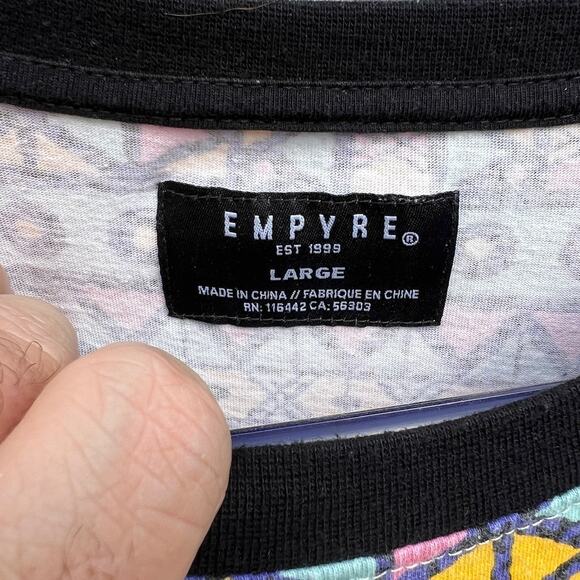 EMPYRE®
EST 1999
LARGE
MADE IN CHINA // FABRIQUE EN CHINE
RN: 116442 CA: 56303